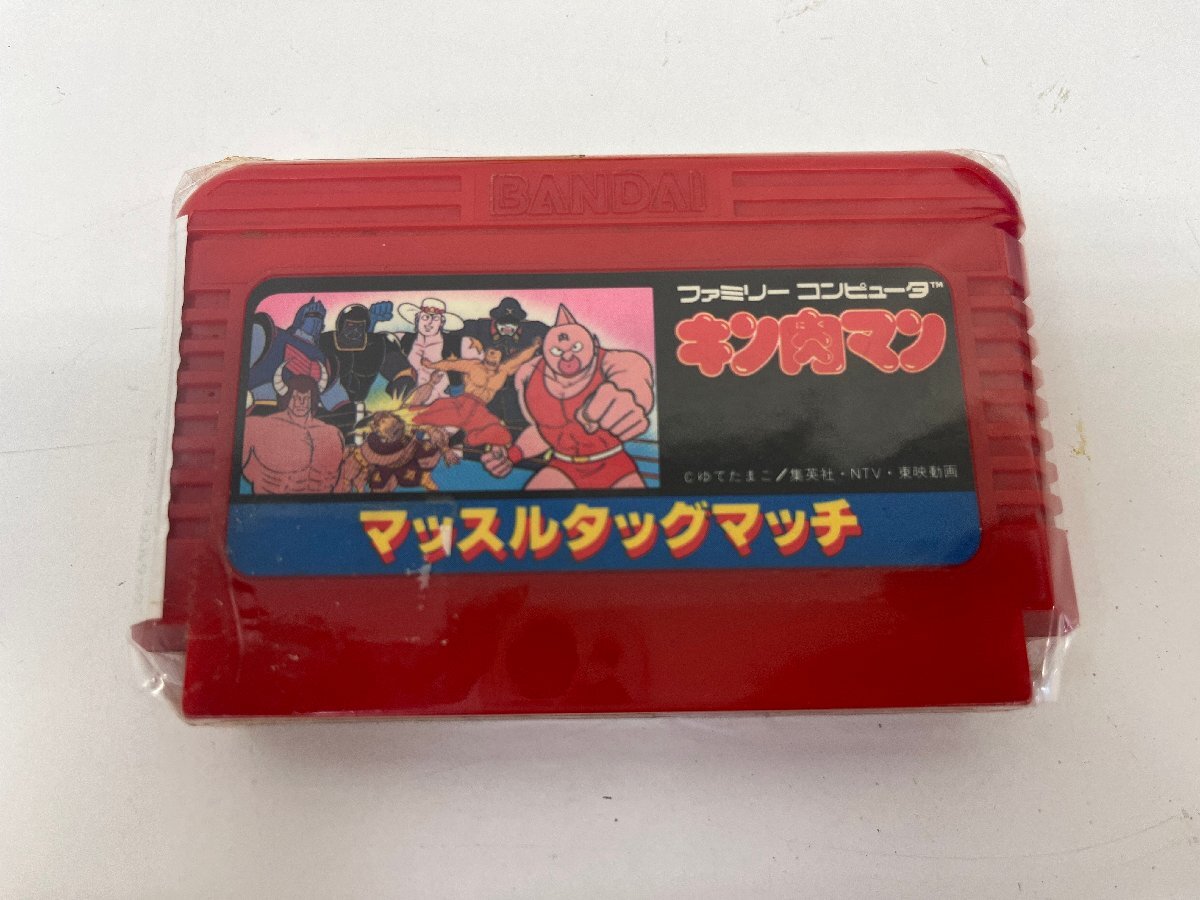 BANDAI
ファミリー コンピュータ™
キン肉マン
©ゆでたまご/集英社・NTV・東映動画
マッスルタッグマッチ